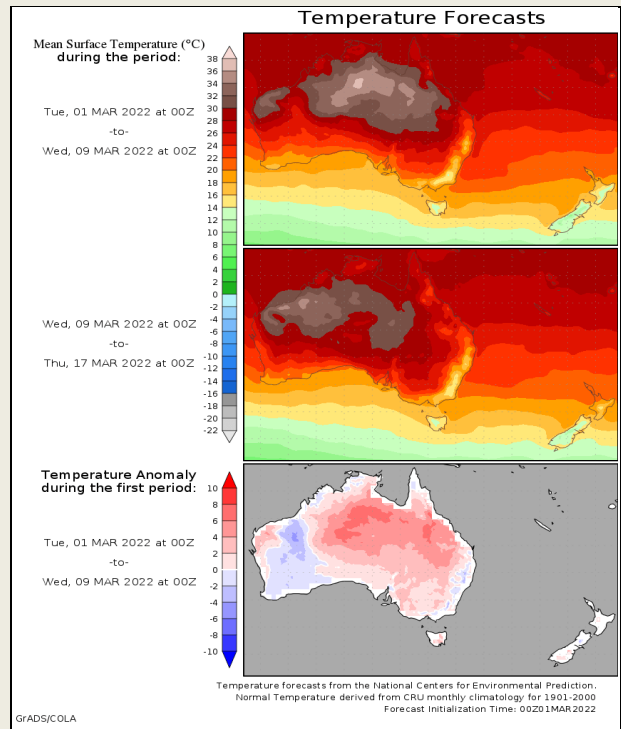 Temperature Forecasts
Mean Surface Temperature (°C)
during the period:
Tue, 01 MAR 2022 at 00Z
-to-
Wed, 09 MAR 2022 at 00Z
38
36
34
32
30
28
26
24
22
20
18
16
14
12
10
8
6
4
2
0
-2
-4
-6
-8
-10
-12
-14
-16
-18
-20
-22
Wed, 09 MAR 2022 at 00Z
-to-
Thu, 17 MAR 2022 at 00Z
Temperature Anomaly
during the first period:
Tue, 01 MAR 2022 at 00Z
-to-
Wed, 09 MAR 2022 at 00Z
10
8
6
4
2
0
-2
-4
-6
-8
-10
Temperature forecasts from the National Centers for Environmental Prediction.
Normal Temperature derived from CRU monthly climatology for 1901-2000
Forecast Initialization Time: 00Z01MAR2022
GrADS/COLA